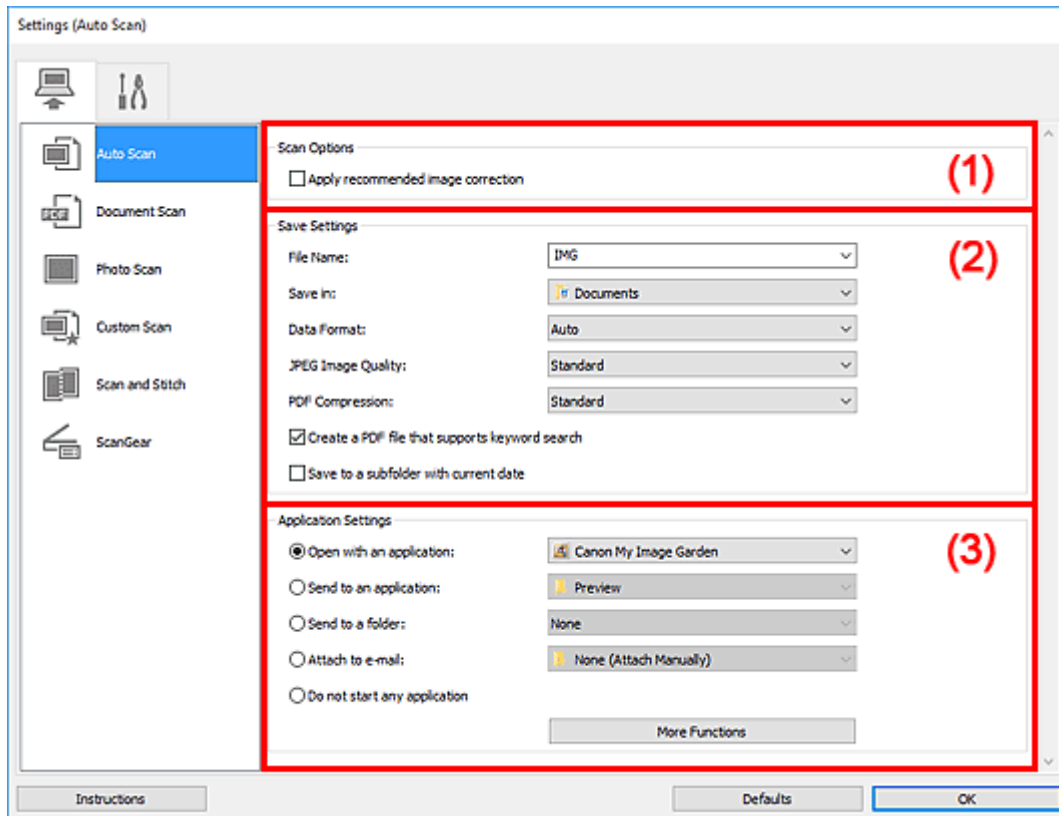 Settings (Auto Scan)
Auto Scan
Document Scan
Photo Scan
Custom Scan
Scan and Stitch
ScanGear
Scan Options
Apply recommended image correction
(1)
Save Settings
(2)
File Name: IMG
Save in: Documents
Data Format: Auto
JPEG Image Quality: Standard
PDF Compression: Standard
Create a PDF file that supports keyword search
Save to a subfolder with current date
Application Settings
(3)
Open with an application: Canon My Image Garden
Send to an application: Preview
Send to a folder: None
Attach to e-mail: None (Attach Manually)
Do not start any application
More Functions
Instructions Defaults OK